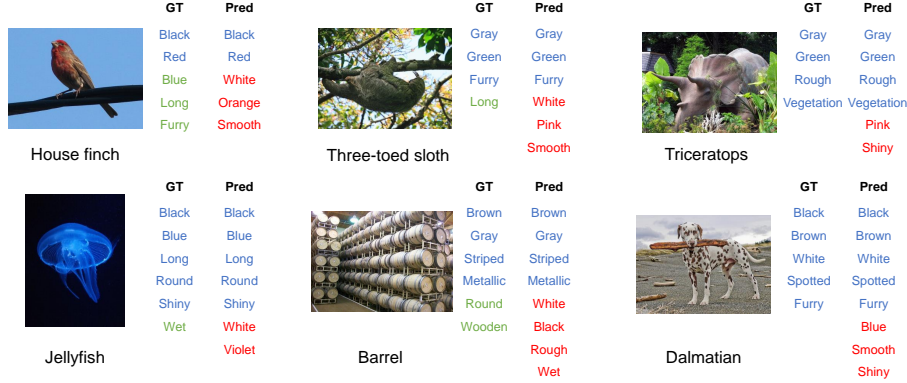 GT Pred
Black Black
Red Red
Blue White
Long Orange
Furry Smooth
House finch
GT Pred
Gray Gray
Green Green
Furry Furry
Long White
Pink
Smooth
Three-toed sloth
GT Pred
Gray Gray
Green Green
Rough Rough
Vegetation Vegetation
Pink
Shiny
Triceratops
GT Pred
Black Black
Blue Blue
Long Long
Round Round
Shiny Shiny
Wet White
Violet
Jellyfish
GT Pred
Brown Brown
Gray Gray
Striped Striped
Metallic Metallic
Round White
Wooden Black
Rough
Wet
Barrel
GT Pred
Black Black
Brown Brown
White White
Spotted Spotted
Furry Furry
Blue
Smooth
Shiny
Dalmatian